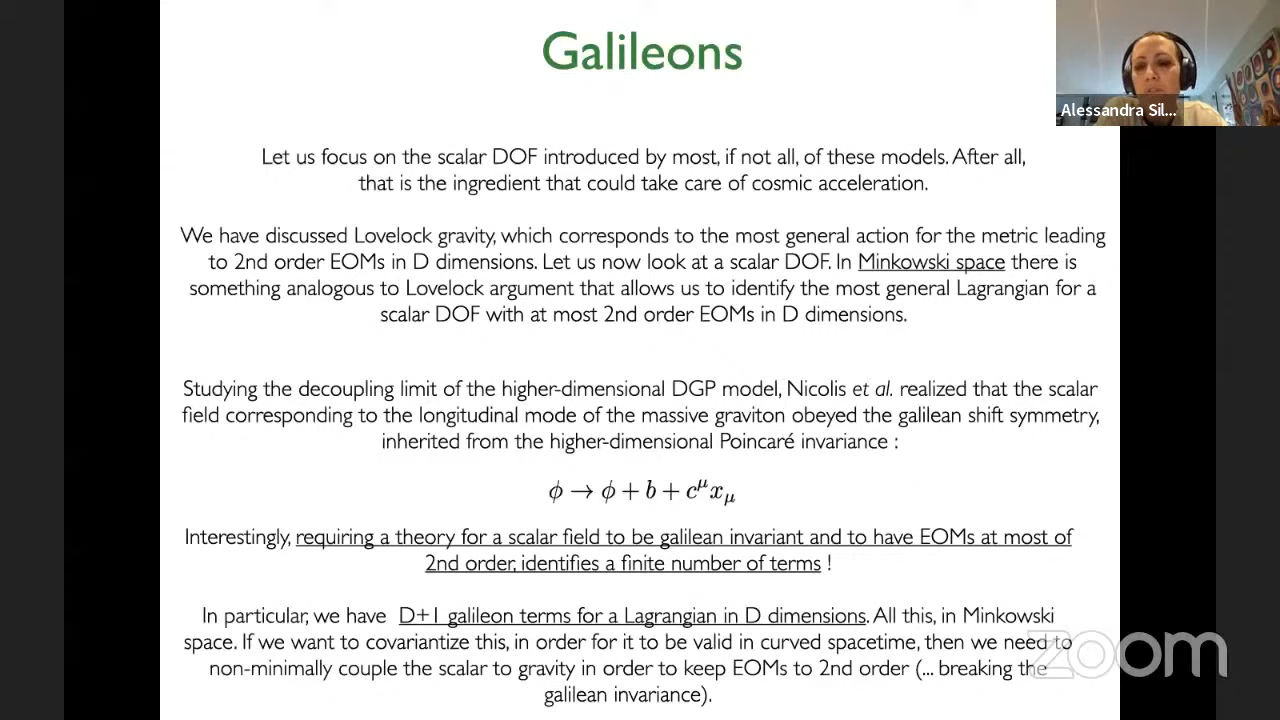 Galileons
Alessandra Sil...
Let us focus on the scalar DOF introduced by most, if not all, of these models. After all,
that is the ingredient that could take care of cosmic acceleration.
We have discussed Lovelock gravity, which corresponds to the most general action for the metric leading
to 2nd order EOMs in D dimensions. Let us now look at a scalar DOF. In Minkowski space there is
something analogous to Lovelock argument that allows us to identify the most general Lagrangian for a
scalar DOF with at most 2nd order EOMs in D dimensions.
Studying the decoupling limit of the higher-dimensional DGP model, Nicolis et al. realized that the scalar
field corresponding to the longitudinal mode of the massive graviton obeyed the galilean shift symmetry,
inherited from the higher-dimensional Poincaré invariance :
ϕ → ϕ + b + c^μ x_μ
Interestingly, requiring a theory for a scalar field to be galilean invariant and to have EOMs at most of
2nd order, identifies a finite number of terms !
In particular, we have D+1 galileon terms for a Lagrangian in D dimensions. All this, in Minkowski
space. If we want to covariantize this, in order for it to be valid in curved spacetime, then we need to
non-minimally couple the scalar to gravity in order to keep EOMs to 2nd order (... breaking the
galilean invariance).
zoom